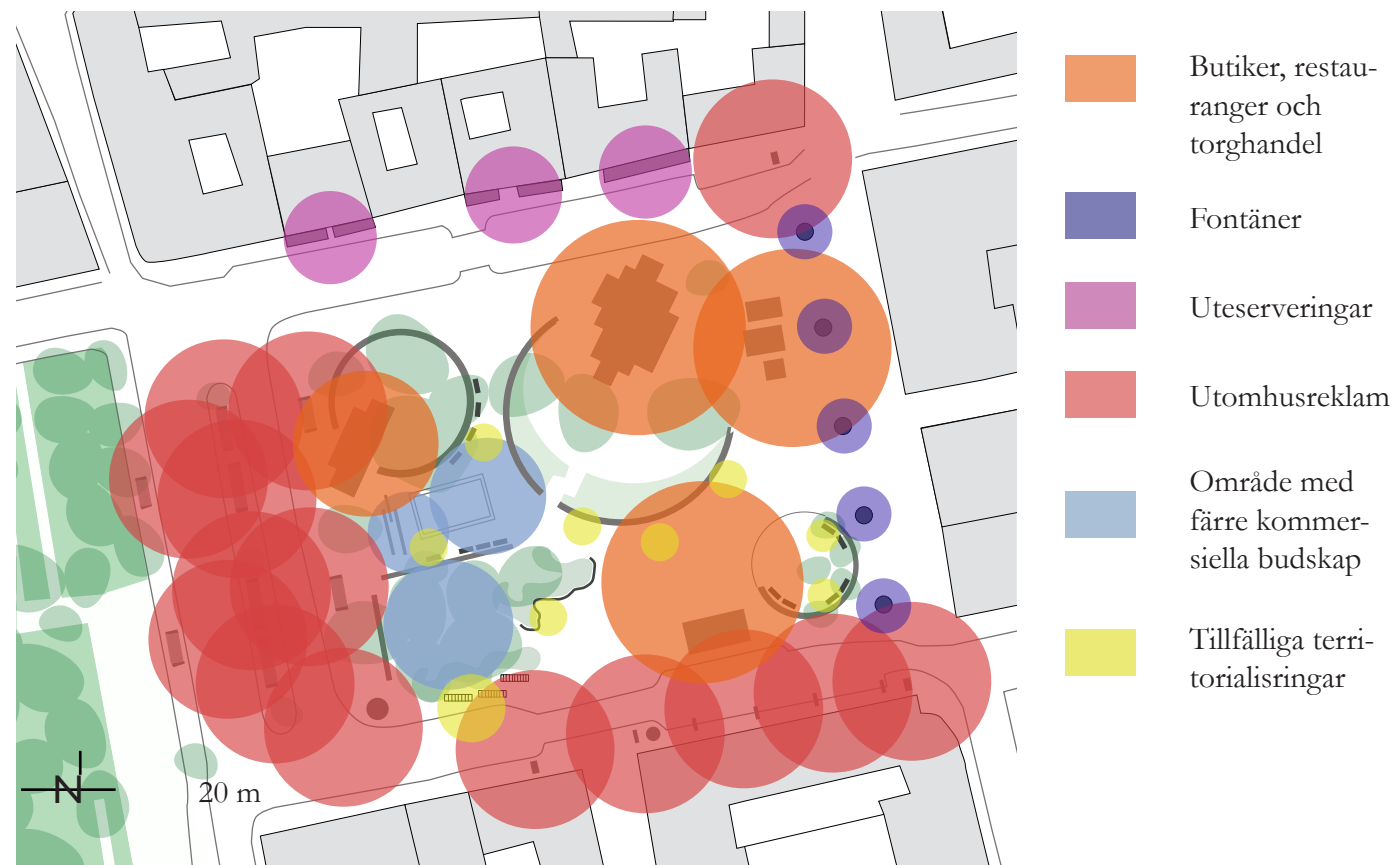 Butiker, restau-
ranger och
torghandel
Fontäner
Uteserveringar
Utomhusreklam
Område med
färre kommer-
siella budskap
Tillfälliga terri-
torialisringar
N
20 m